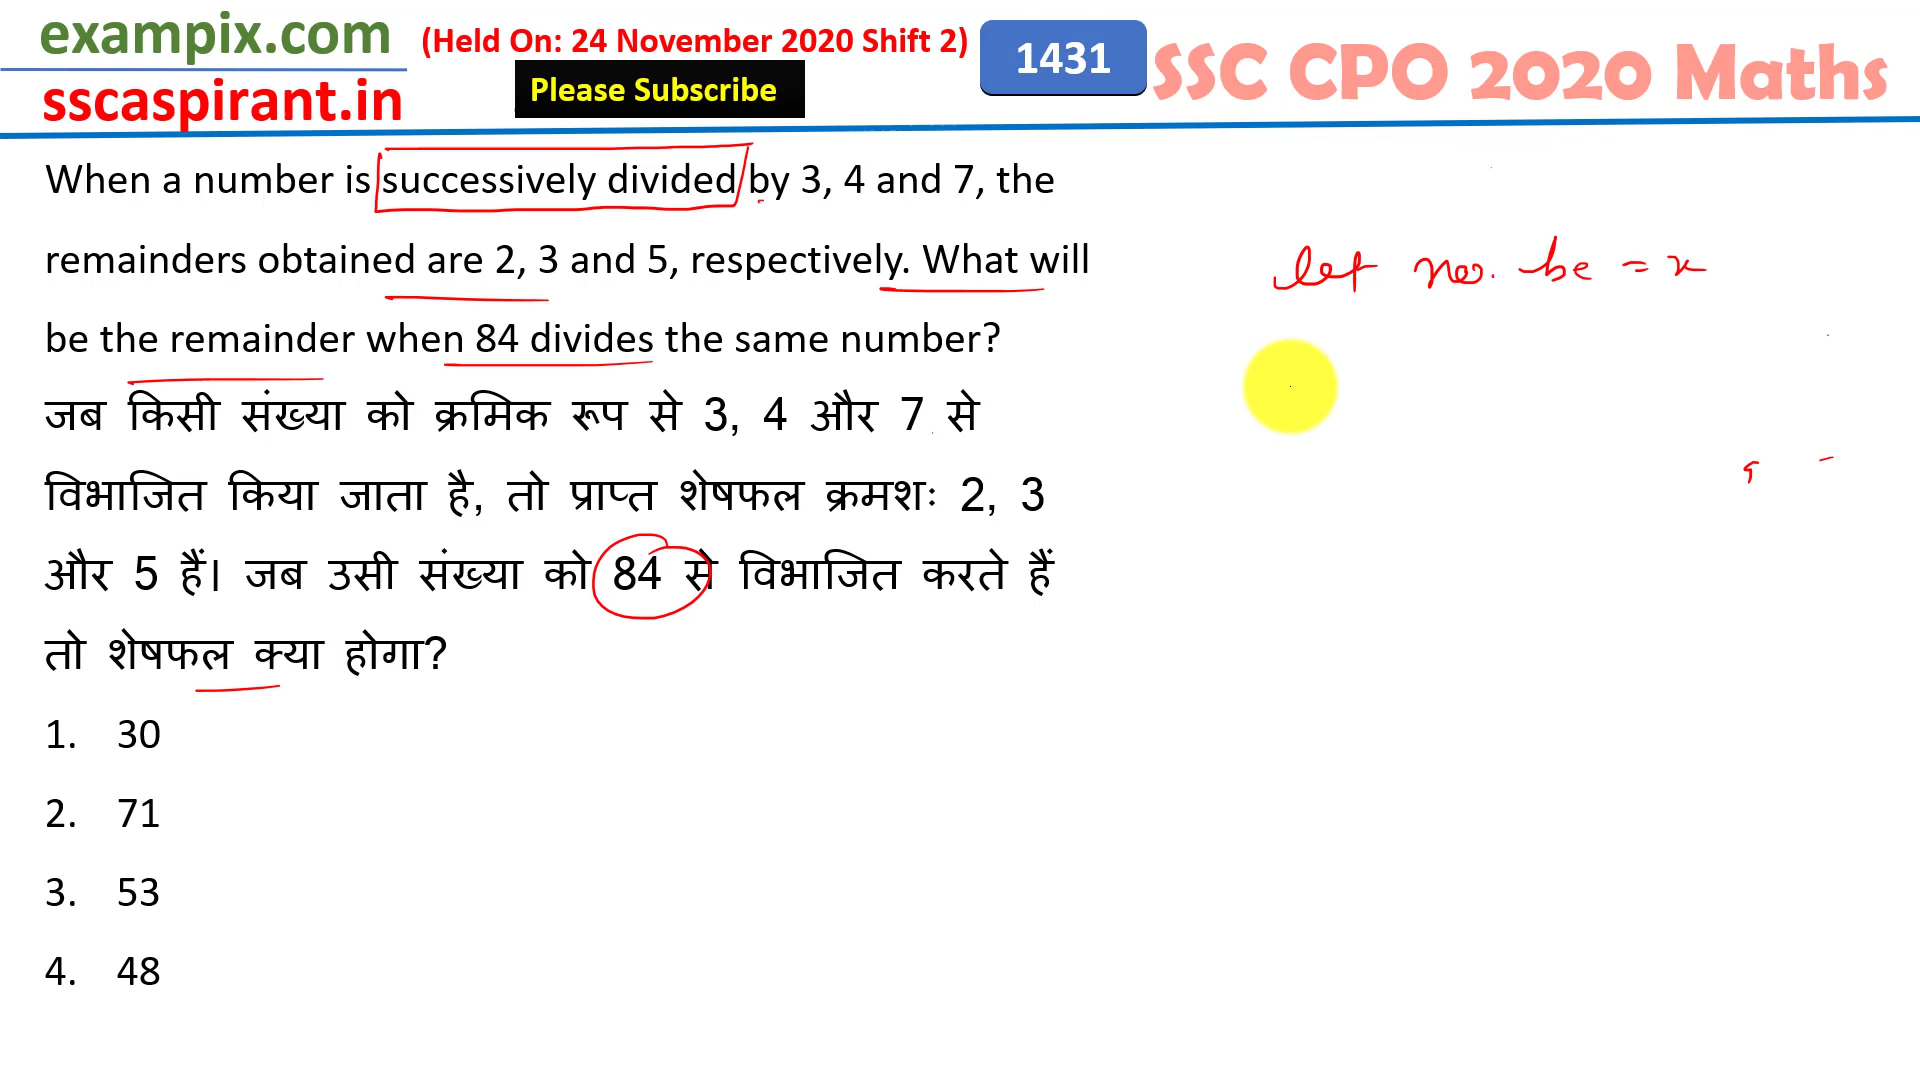 exampix.com
sscaspirant.in
(Held On: 24 November 2020 Shift 2)
Please Subscribe
1431
SSC CPO 2020 Maths
When a number is successively divided by 3, 4 and 7, the
remainders obtained are 2, 3 and 5, respectively. What will
be the remainder when 84 divides the same number?
जब किसी संख्या को क्रमिक रूप से 3, 4 और 7 से
विभाजित किया जाता है, तो प्राप्त शेषफल क्रमशः 2, 3
और 5 हैं। जब उसी संख्या को 84 से विभाजित करते हैं
तो शेषफल क्या होगा?
1. 30
2. 71
3. 53
4. 48
let no. be = x